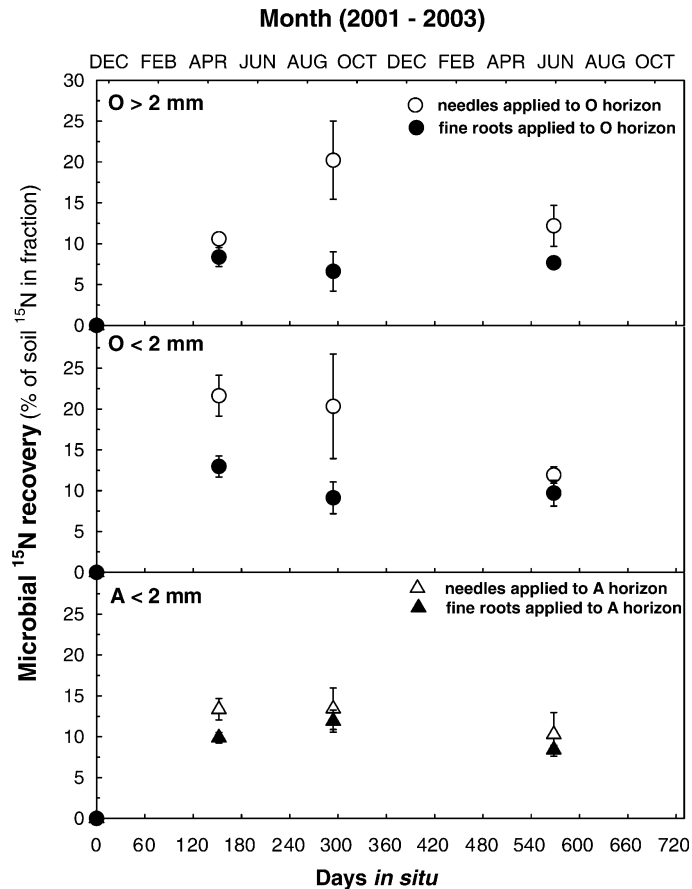 Month (2001 - 2003)
DEC FEB APR JUN AUG OCT DEC FEB APR JUN AUG OCT
O > 2 mm
needles applied to O horizon
fine roots applied to O horizon
30
25
20
15
10
5
0
O < 2 mm
25
20
15
10
5
0
A < 2 mm
needles applied to A horizon
fine roots applied to A horizon
25
20
15
10
5
0
Microbial ¹⁵N recovery (% of soil ¹⁵N in fraction)
0 60 120 180 240 300 360 420 480 540 600 660 720
Days in situ